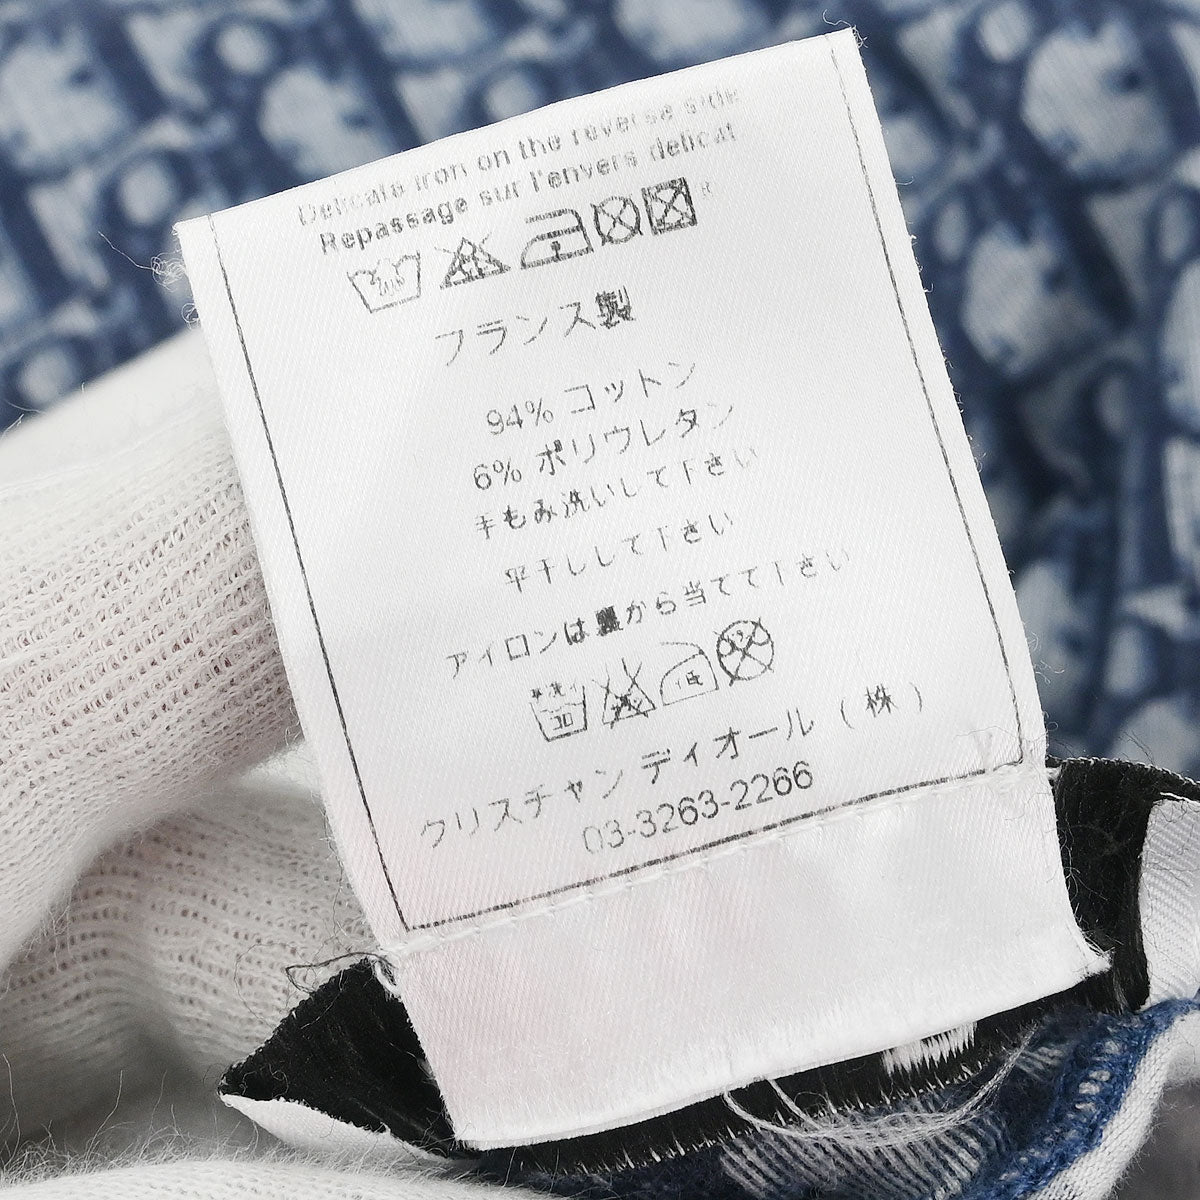 Delicate iron on the reverse side
Repassage sur l'envers delicat
フランス製
94% コットン
6% ポリウレタン
手もみ洗いして下さい
平干しして下さい
アイロンは裏から当てて下さい
30
クリスチャン ディオール (株)
03-3263-2266